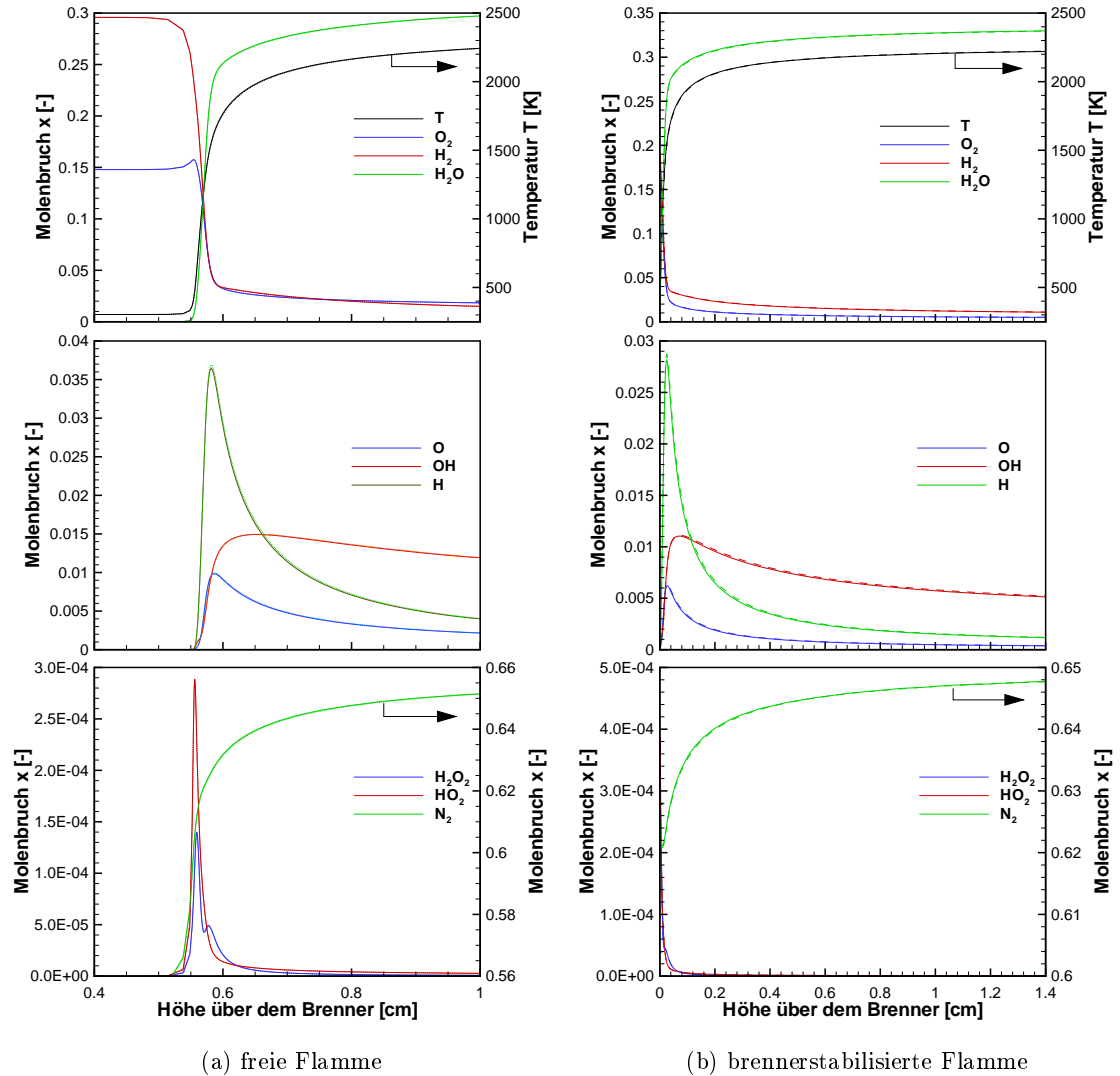 0.3
0.25
0.2
0.15
0.1
0.05
0
Molenbruch x [-]
2500
2000
1500
1000
500
Temperatur T [K]
T
O₂
H₂
H₂O
0.35
0.3
0.25
0.2
0.15
0.1
0.05
0
Molenbruch x [-]
2500
2000
1500
1000
500
Temperatur T [K]
T
O₂
H₂
H₂O
0.04
0.035
0.03
0.025
0.02
0.015
0.01
0.005
0
Molenbruch x [-]
O
OH
H
0.03
0.025
0.02
0.015
0.01
0.005
0
Molenbruch x [-]
O
OH
H
3.0E-04
2.5E-04
2.0E-04
1.5E-04
1.0E-04
5.0E-05
0.0E+00
Molenbruch x [-]
0.66
0.64
0.62
0.6
0.58
0.56
Molenbruch x [-]
H₂O₂
HO₂
N₂
0.4 0.6 0.8 1
Höhe über dem Brenner [cm]
5.0E-04
4.0E-04
3.0E-04
2.0E-04
1.0E-04
0.0E+00
Molenbruch x [-]
0.65
0.64
0.63
0.62
0.61
0.6
Molenbruch x [-]
H₂O₂
HO₂
N₂
0 0.2 0.4 0.6 0.8 1 1.2 1.4
Höhe über dem Brenner [cm]
(a) freie Flamme
(b) brennerstabilisierte Flamme